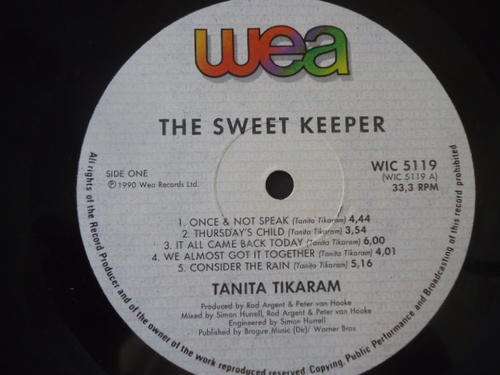 wea
THE SWEET KEEPER
SIDE ONE
℗ 1990 Wea Records Ltd.
WIC 5119
(WIC 5119 A)
33,3 RPM
1. ONCE & NOT SPEAK (Tanita Tikaram) 4,44
2. THURSDAY'S CHILD (Tanita Tikaram) 3,54
3. IT ALL CAME BACK TODAY (Tanita Tikaram) 6,00
4. WE ALMOST GOT IT TOGETHER (Tanita Tikaram) 4,01
5. CONSIDER THE RAIN (Tanita Tikaram) 5,16
TANITA TIKARAM
Produced by Rod Argent & Peter van Hooke
Mixed by Simon Hurrell, Rod Argent & Peter van Hooke
Engineered by Simon Hurrell
Published by Brogue Music (De)/ Warner Bros.
All rights of the Record Producer and of the owner of the work reproduced reserved. Copying, Public Performance and Broadcasting of this record prohibited